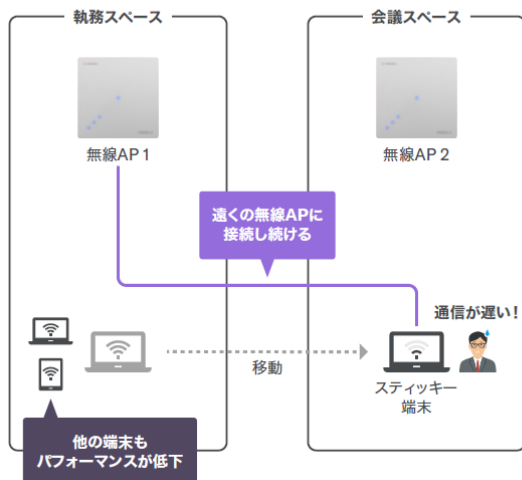 執務スペース
会議スペース
無線AP 1
無線AP 2
遠くの無線APに
接続し続ける
通信が遅い!
移動
スティッキー
端末
他の端末も
パフォーマンスが低下